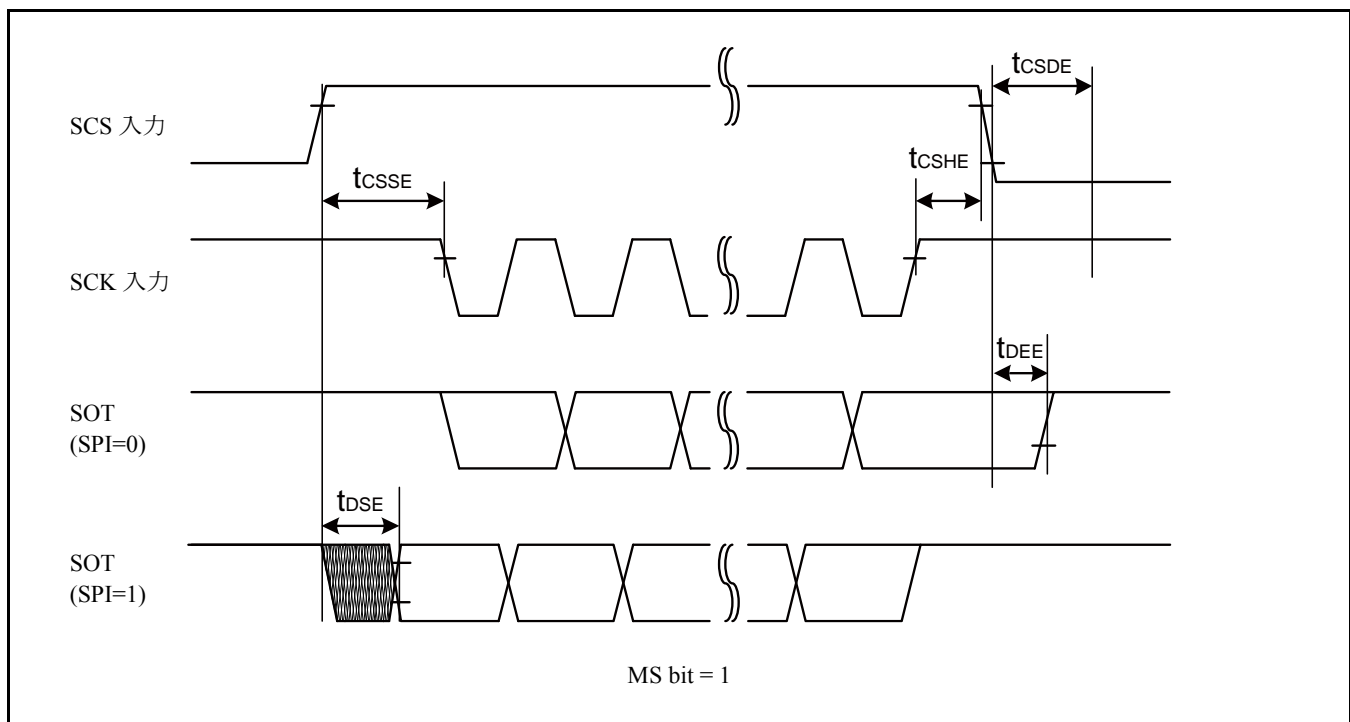 tCSDE
SCS 入力
tCSHE
tCSSE
SCK 入力
tDEE
SOT
(SPI=0)
tDSE
SOT
(SPI=1)
MS bit = 1